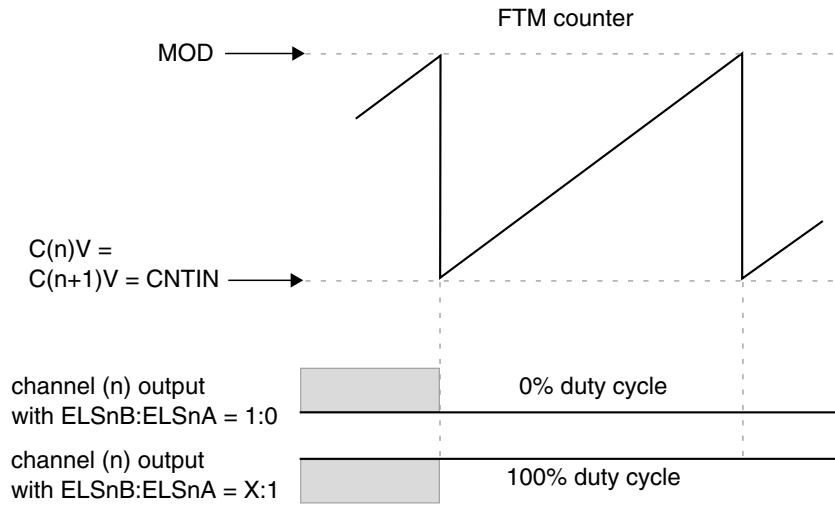 FTM counter
MOD
C(n)V =
C(n+1)V = CNTIN
channel (n) output
with ELSnB:ELSnA = 1:0
0% duty cycle
channel (n) output
with ELSnB:ELSnA = X:1
100% duty cycle